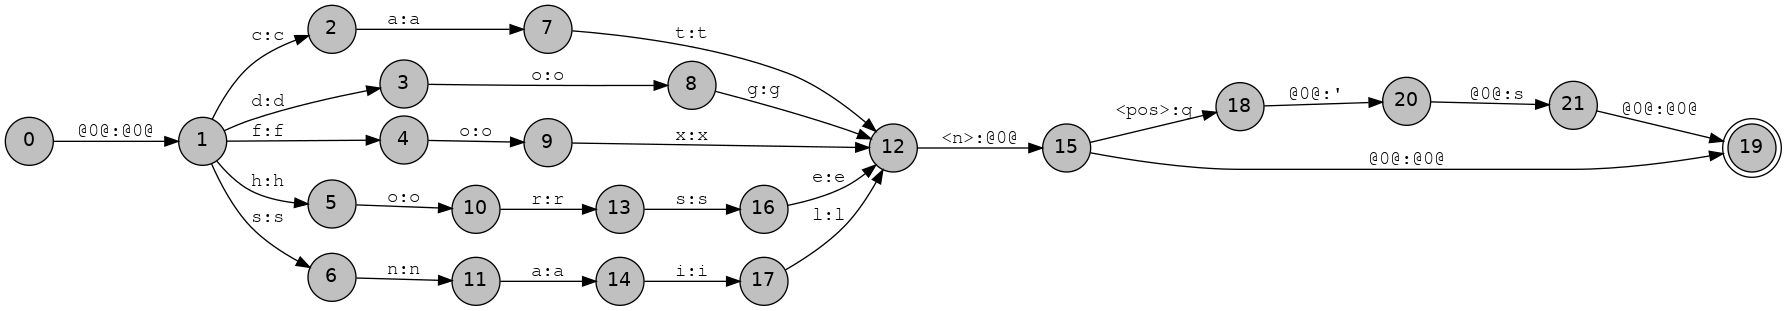 0 @0@:@0@ 1
c:c 2 a:a 7 t:t
d:d 3 o:o 8 g:g
f:f 4 o:o 9 x:x
h:h 5 o:o 10 r:r 13 s:s 16 e:e
s:s 6 n:n 11 a:a 14 i:i 17 l:l
12 <n>:@0@ 15
<pos>:q 18 @0@:' 20 @0@:s 21 @0@:@0@
@0@:@0@ 19